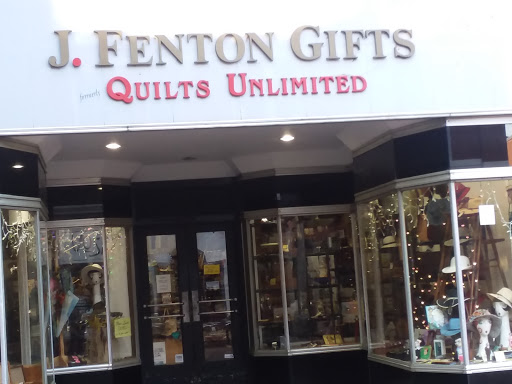 J. FENTON GIFTS
formerly QUILTS UNLIMITED